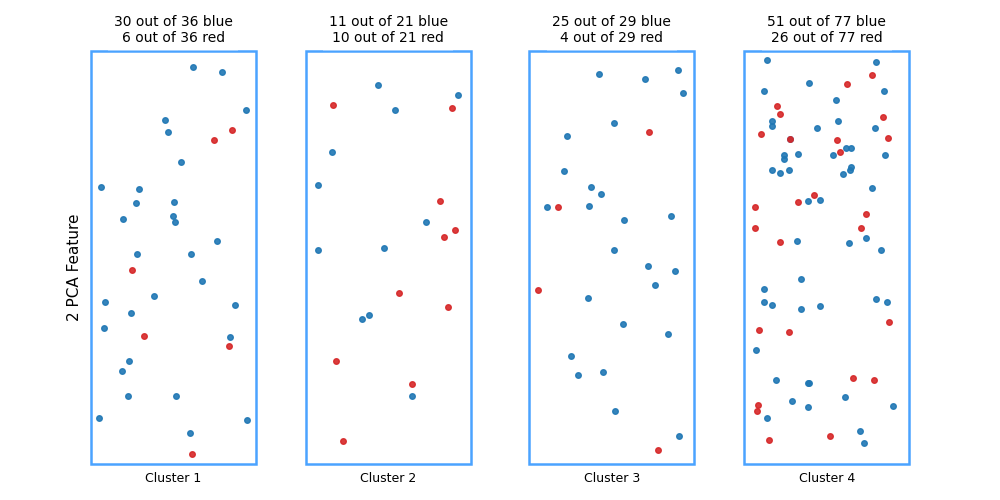 30 out of 36 blue
6 out of 36 red
11 out of 21 blue
10 out of 21 red
25 out of 29 blue
4 out of 29 red
51 out of 77 blue
26 out of 77 red
2 PCA Feature
Cluster 1
Cluster 2
Cluster 3
Cluster 4